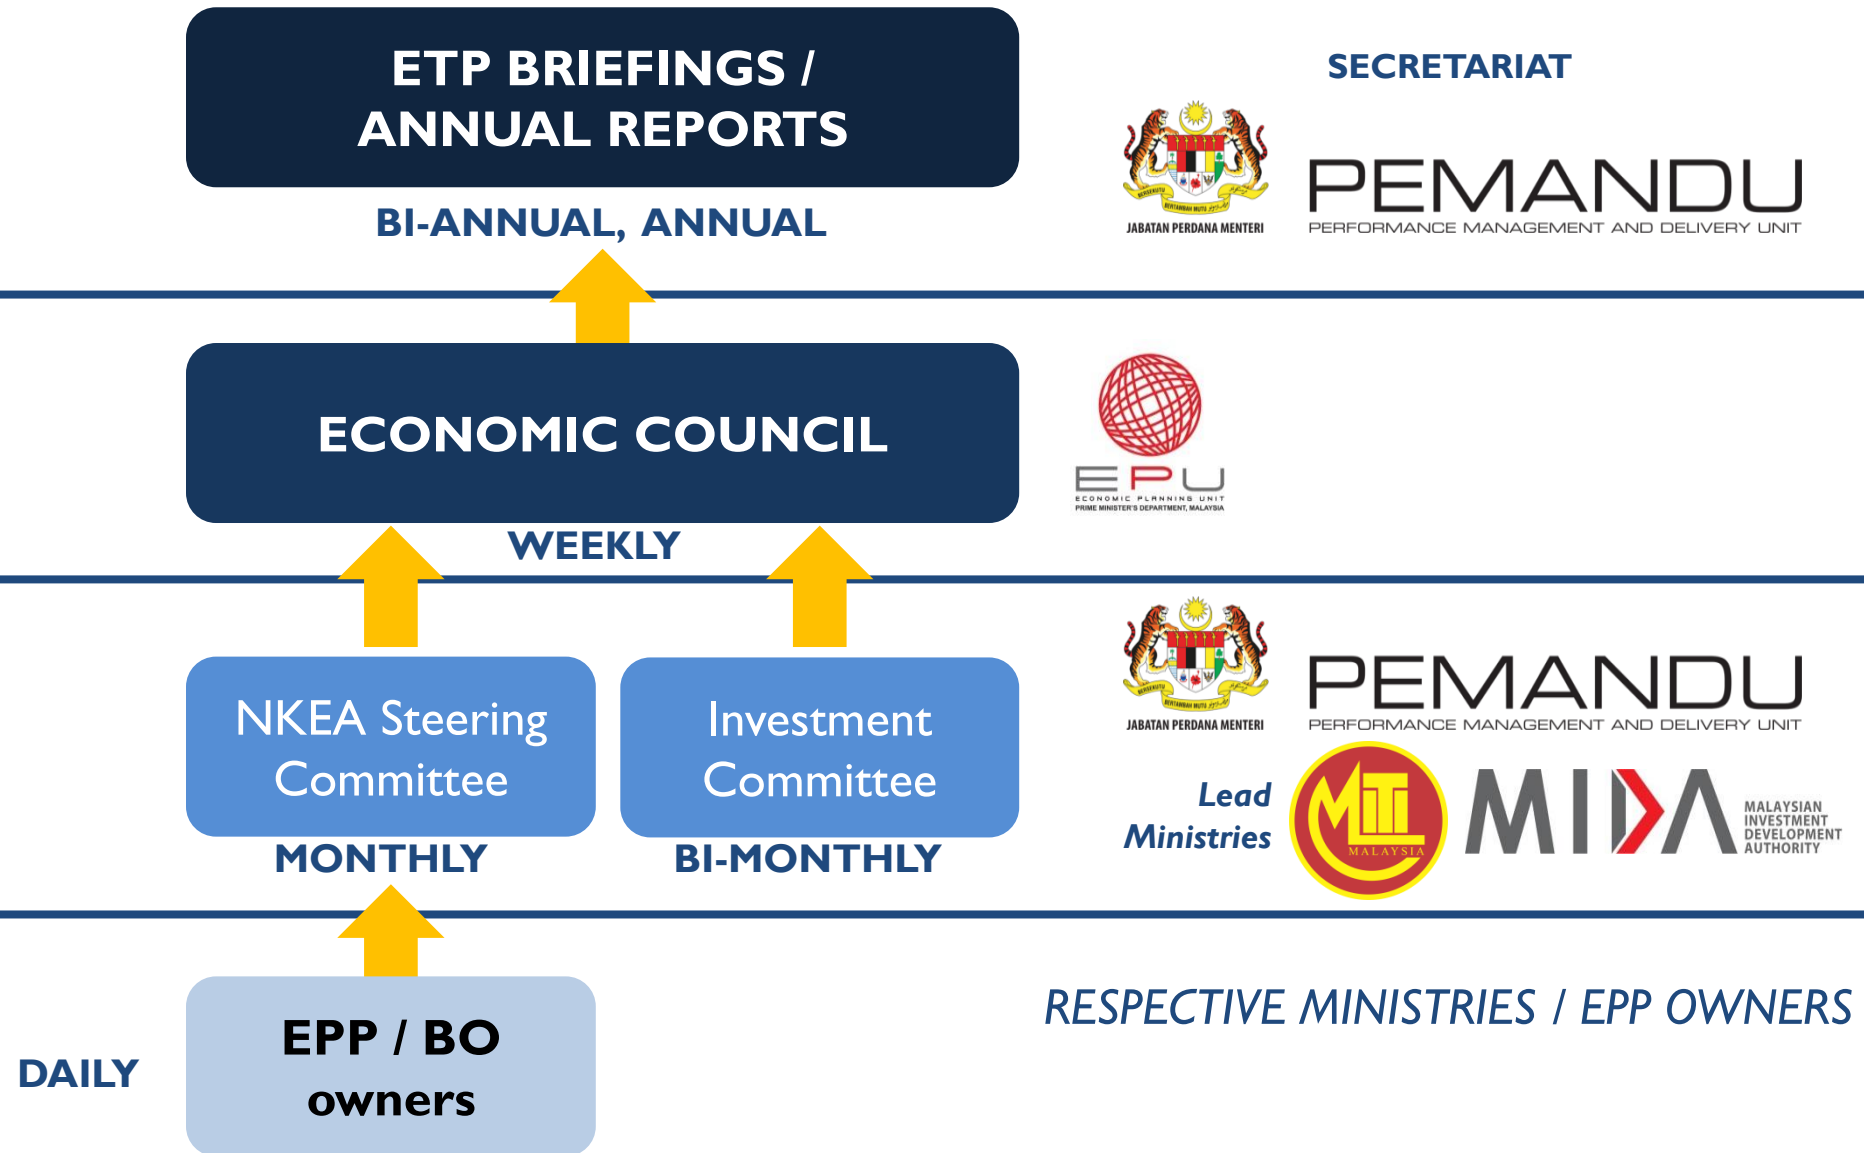 ETP BRIEFINGS /
ANNUAL REPORTS
BI-ANNUAL, ANNUAL
SECRETARIAT
JABATAN PERDANA MENTERI
PEMANDU
PERFORMANCE MANAGEMENT AND DELIVERY UNIT
ECONOMIC COUNCIL
WEEKLY
EPU
ECONOMIC PLANNING UNIT
PRIME MINISTER'S DEPARTMENT, MALAYSIA
NKEA Steering
Committee
MONTHLY
Investment
Committee
BI-MONTHLY
JABATAN PERDANA MENTERI
PEMANDU
PERFORMANCE MANAGEMENT AND DELIVERY UNIT
Lead
Ministries
MITI
MALAYSIA
MIDA
MALAYSIAN
INVESTMENT
DEVELOPMENT
AUTHORITY
DAILY
EPP / BO
owners
RESPECTIVE MINISTRIES / EPP OWNERS